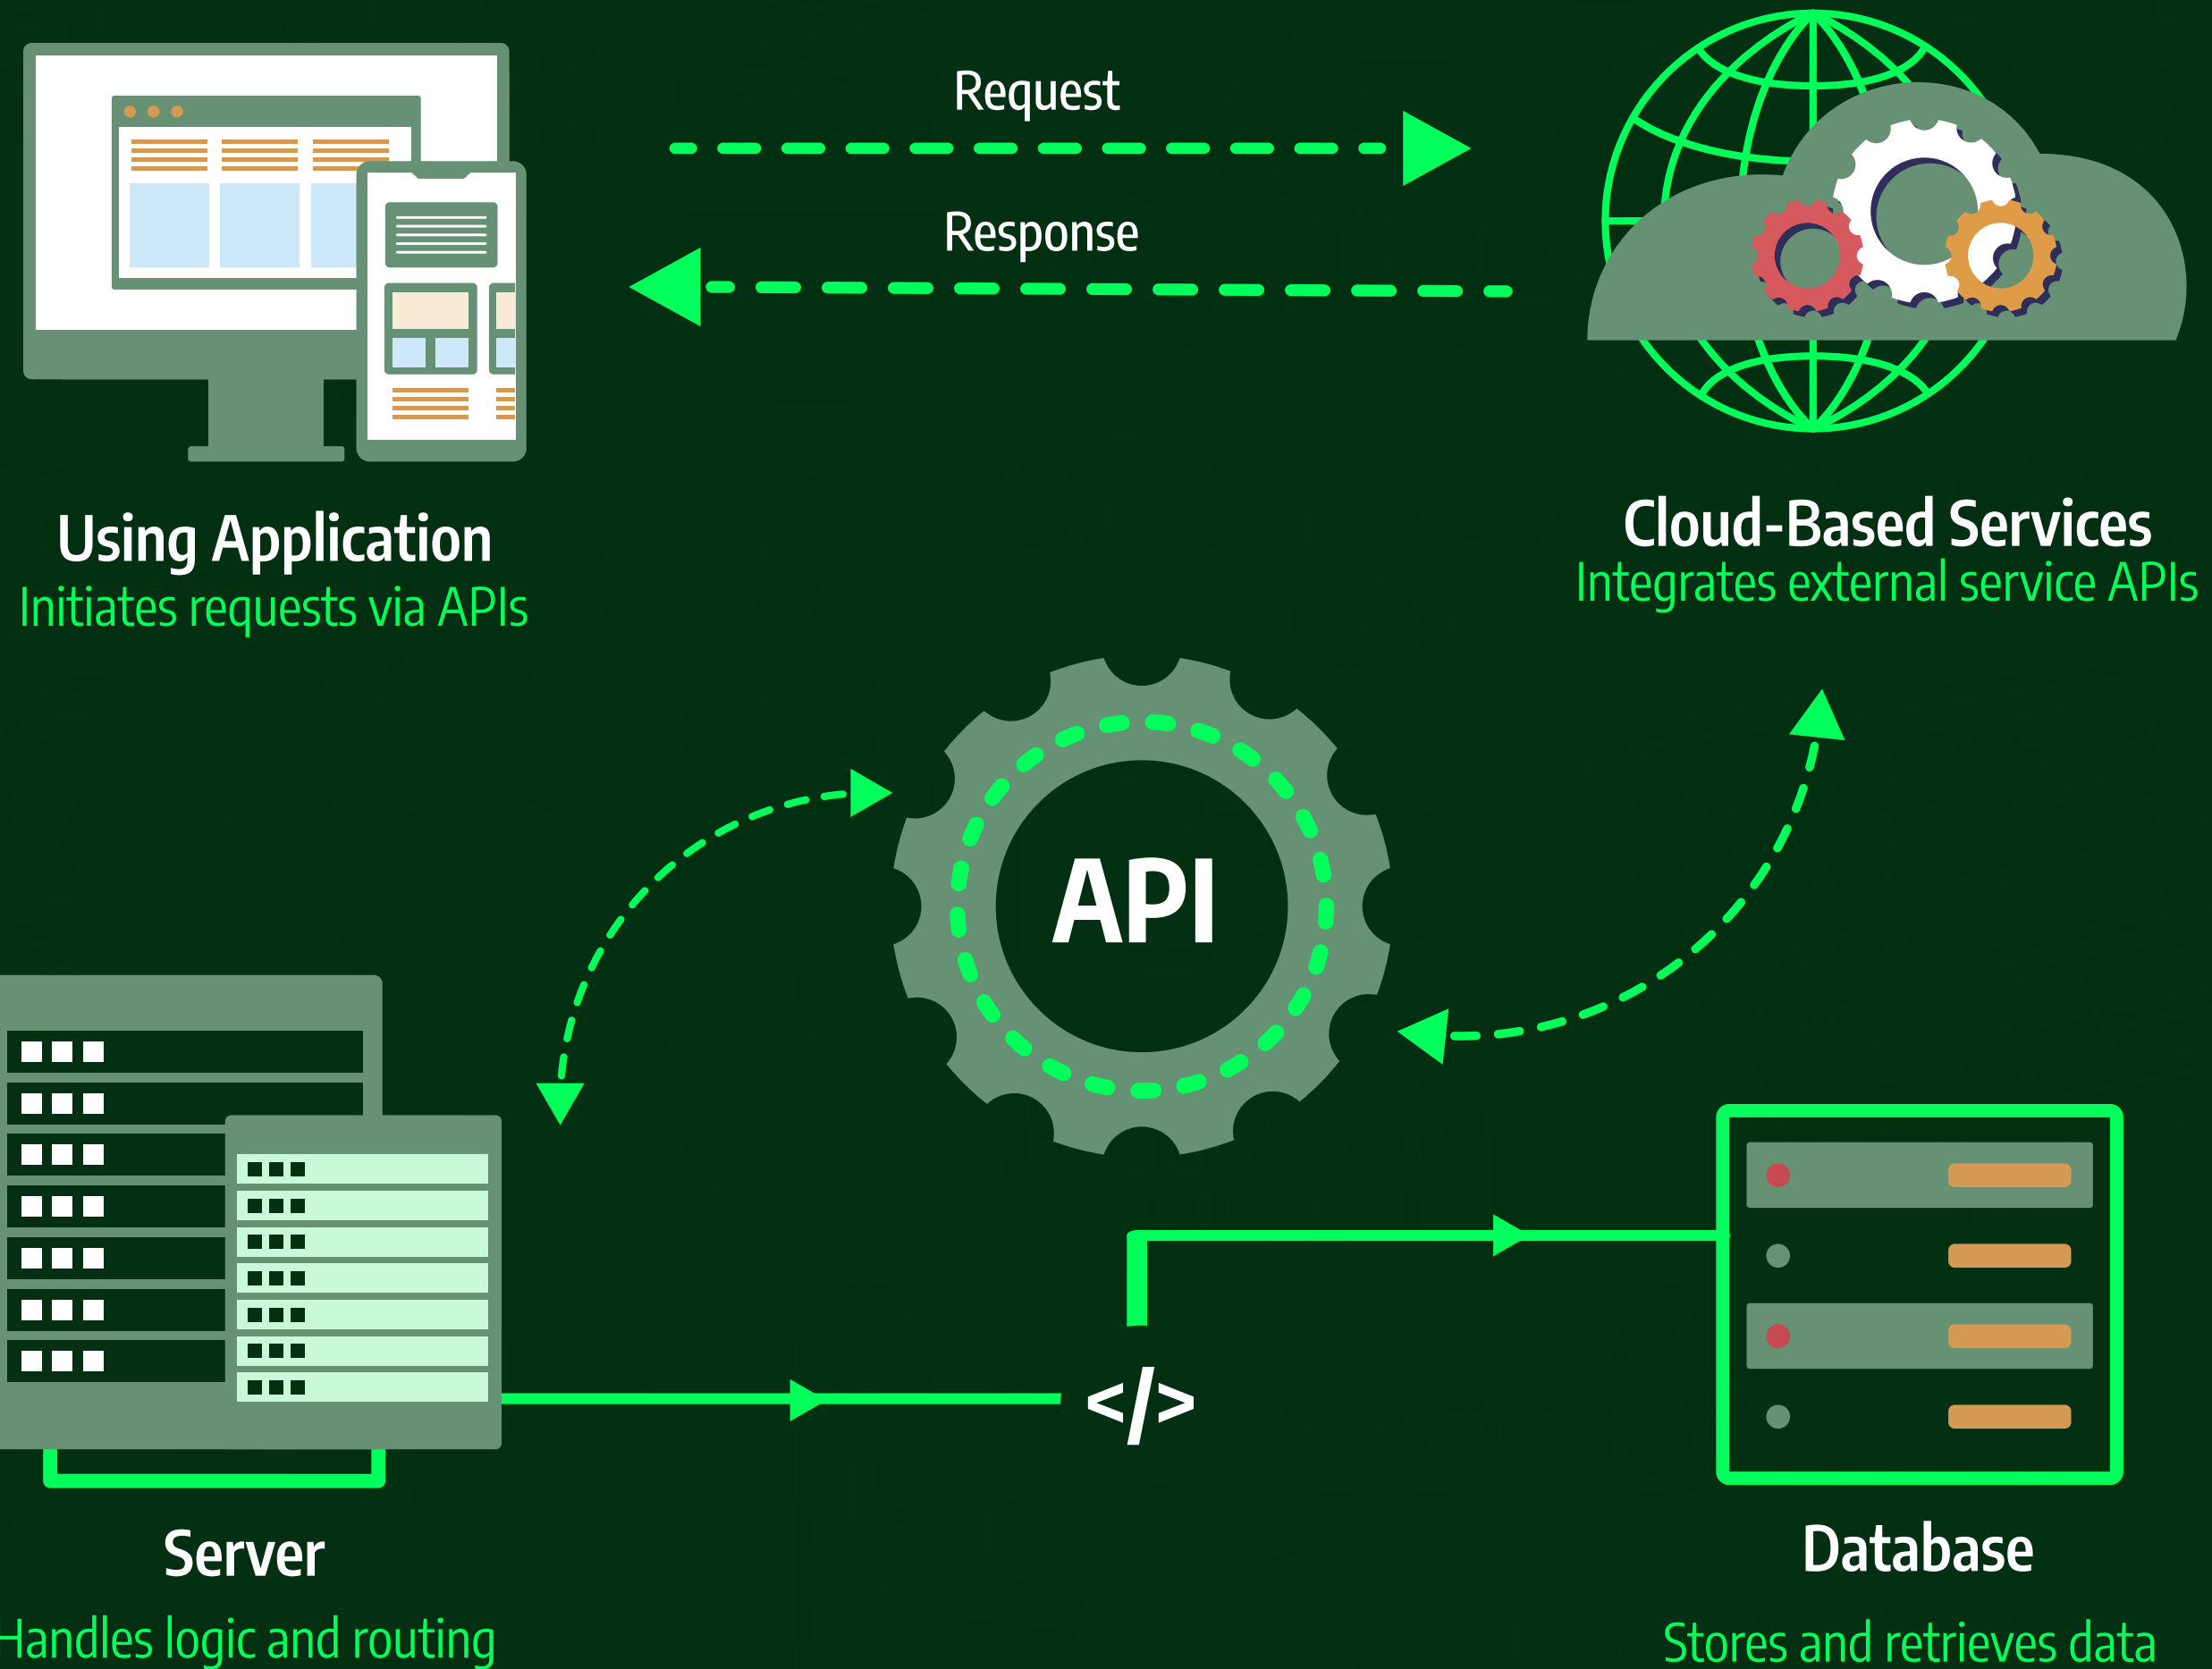 Request
Response
Using Application
Initiates requests via APIs
Cloud-Based Services
Integrates external service APIs
API
</>
Server
Handles logic and routing
Database
Stores and retrieves data